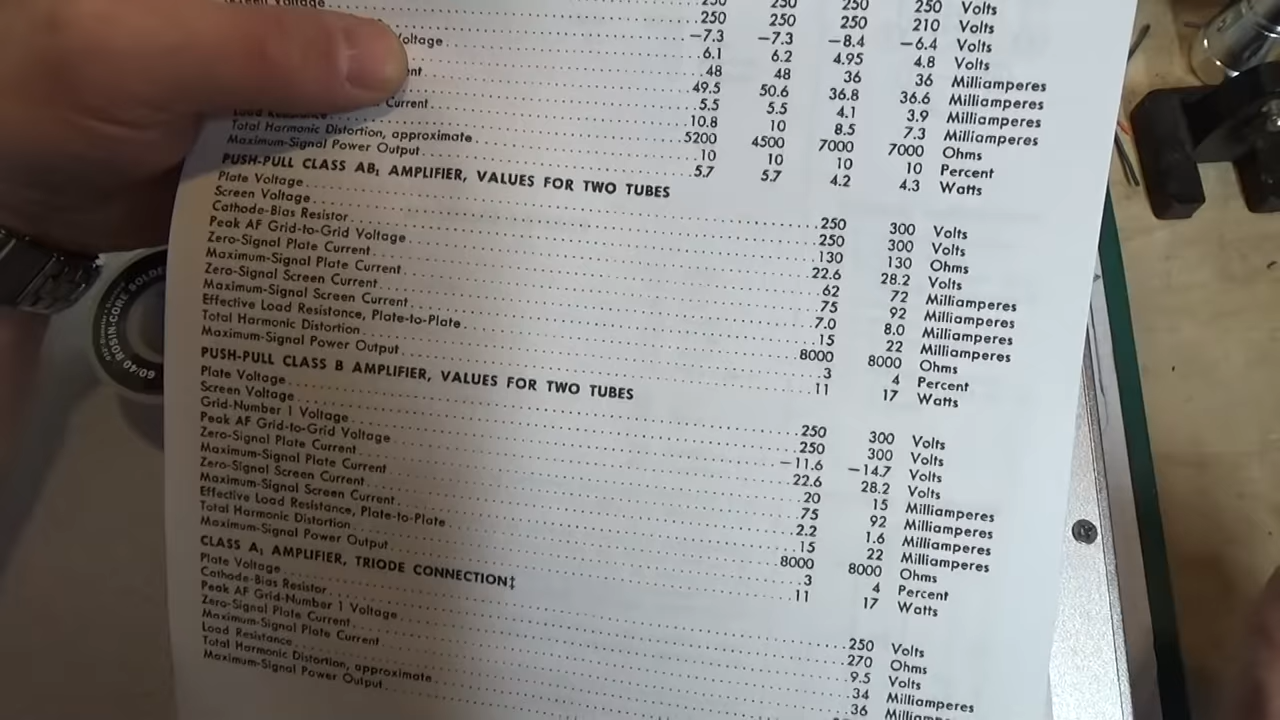 250 250 250 250 Volts
Screen Voltage 250 250 250 210 Volts
−7.3 −7.3 −8.4 −6.4 Volts
Voltage 6.1 6.2 4.95 4.8 Volts
48 48 36 36 Milliamperes
49.5 50.6 36.8 36.6 Milliamperes
5.5 5.5 4.1 3.9 Milliamperes
Current 10.8 10 8.5 7.3 Milliamperes
Load Resistance 5200 4500 7000 7000 Ohms
Total Harmonic Distortion, approximate 10 10 10 10 Percent
Maximum-Signal Power Output 5.7 5.7 4.2 4.3 Watts
PUSH-PULL CLASS AB₁ AMPLIFIER, VALUES FOR TWO TUBES
Plate Voltage 250 300 Volts
Screen Voltage 250 300 Volts
Cathode-Bias Resistor 130 130 Ohms
Peak AF Grid-to-Grid Voltage 22.6 28.2 Volts
Zero-Signal Plate Current 62 72 Milliamperes
Maximum-Signal Plate Current 75 92 Milliamperes
Zero-Signal Screen Current 7.0 8.0 Milliamperes
Maximum-Signal Screen Current 15 22 Milliamperes
Effective Load Resistance, Plate-to-Plate 8000 8000 Ohms
Total Harmonic Distortion 3 4 Percent
Maximum-Signal Power Output 11 17 Watts
PUSH-PULL CLASS B AMPLIFIER, VALUES FOR TWO TUBES
Plate Voltage 250 300 Volts
Screen Voltage 250 300 Volts
Grid-Number 1 Voltage −11.6 −14.7 Volts
Peak AF Grid-to-Grid Voltage 22.6 28.2 Volts
Zero-Signal Plate Current 20 15 Milliamperes
Maximum-Signal Plate Current 75 92 Milliamperes
Zero-Signal Screen Current 2.2 1.6 Milliamperes
Maximum-Signal Screen Current 15 22 Milliamperes
Effective Load Resistance, Plate-to-Plate 8000 8000 Ohms
Total Harmonic Distortion 3 4 Percent
Maximum-Signal Power Output 11 17 Watts
CLASS A₁ AMPLIFIER, TRIODE CONNECTION‡
Plate Voltage 250 Volts
Cathode-Bias Resistor 270 Ohms
Peak AF Grid-Number 1 Voltage 9.5 Volts
Zero-Signal Plate Current 34 Milliamperes
Maximum-Signal Plate Current 36
Load Resistance
Total Harmonic Distortion, approximate
Maximum-Signal Power Output
60/40 ROSIN-CORE SOLDER